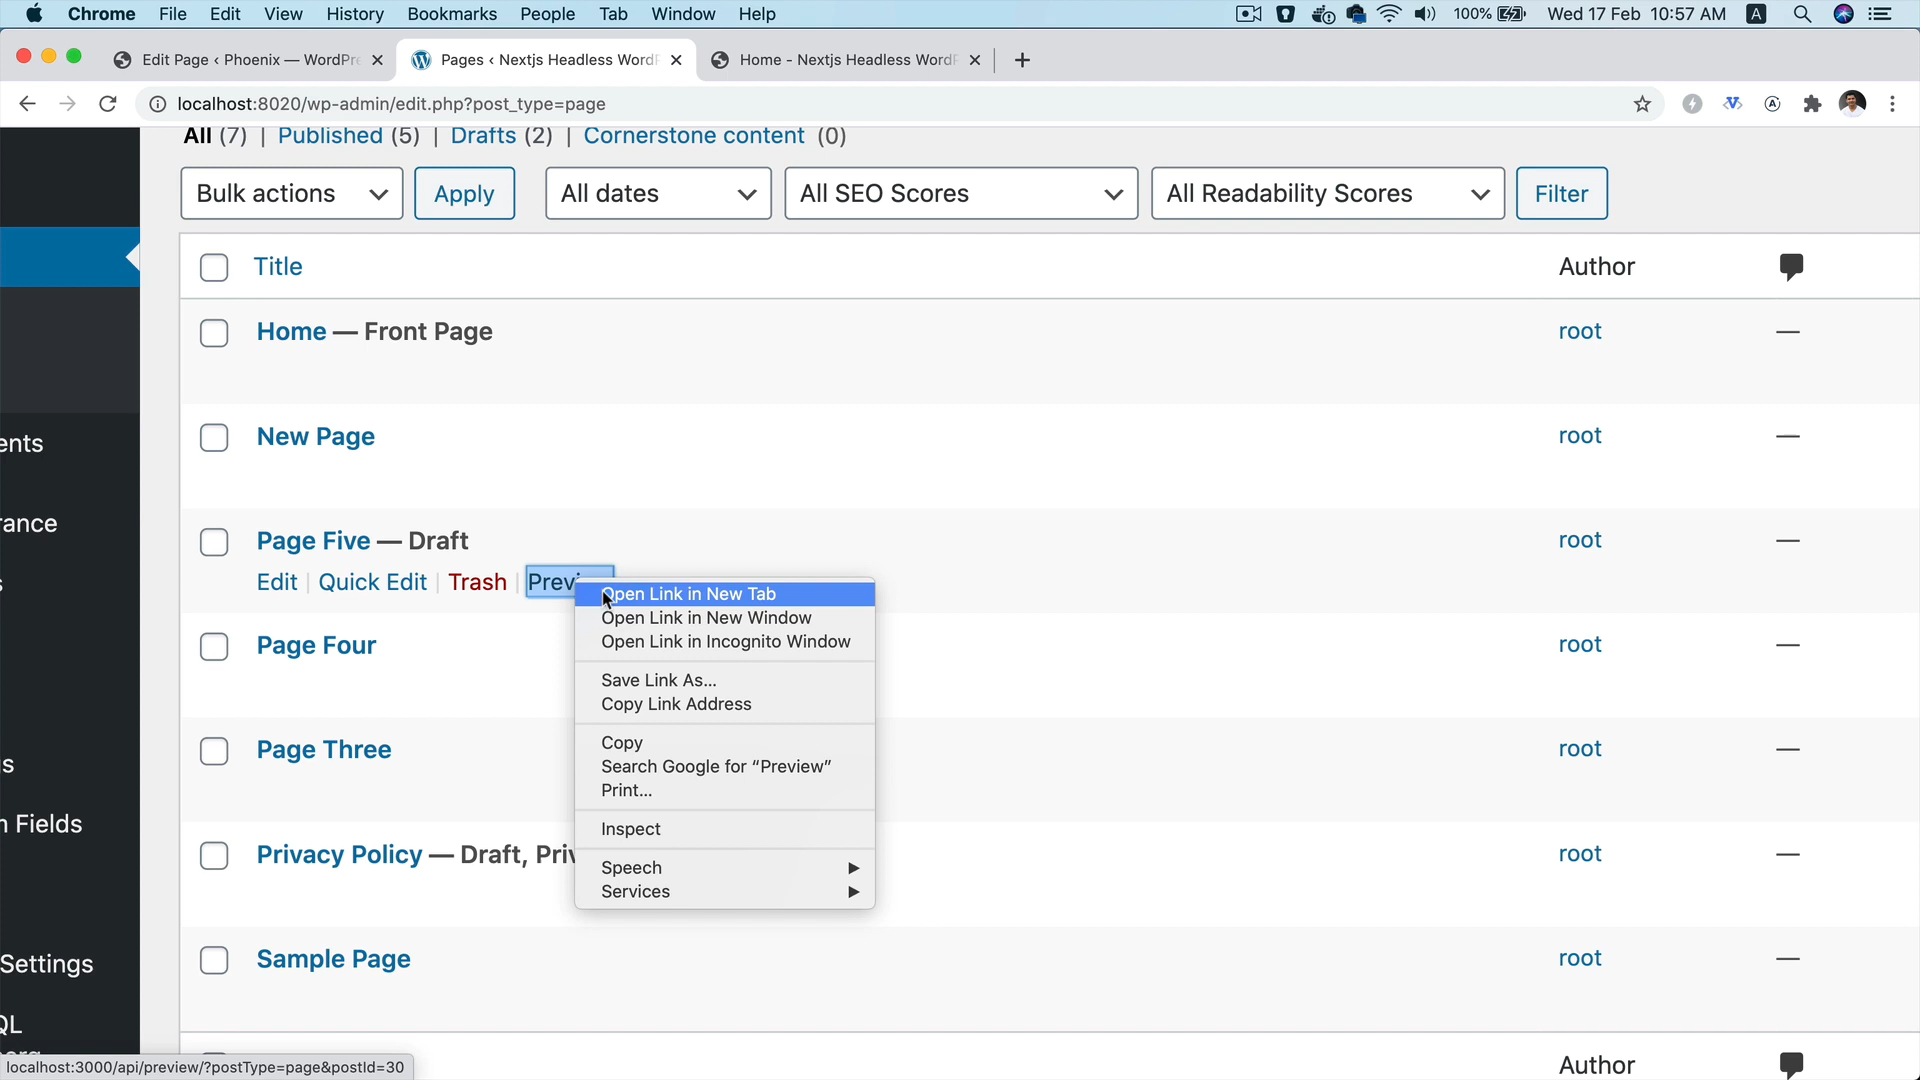 Chrome File Edit View History Bookmarks People Tab Window Help 100% Wed 17 Feb 10:57 AM A
Edit Page ‹ Phoenix — WordPre
Pages ‹ Nextjs Headless WordP
Home - Nextjs Headless WordP
localhost:8020/wp-admin/edit.php?post_type=page
All (7) | Published (5) | Drafts (2) | Cornerstone content (0)
Bulk actions Apply All dates All SEO Scores All Readability Scores Filter
Title Author
Home — Front Page root —
New Page root —
ents
rance
Page Five — Draft root —
Edit | Quick Edit | Trash | Previ
Open Link in New Tab
Open Link in New Window
Open Link in Incognito Window
Save Link As...
Copy Link Address
Copy
Search Google for “Preview”
Print...
Inspect
Speech
Services
s
Page Four root —
Page Three root —
gs
n Fields
Privacy Policy — Draft, Priv root —
Sample Page root —
Settings
QL
Author
localhost:3000/api/preview/?postType=page&postId=30